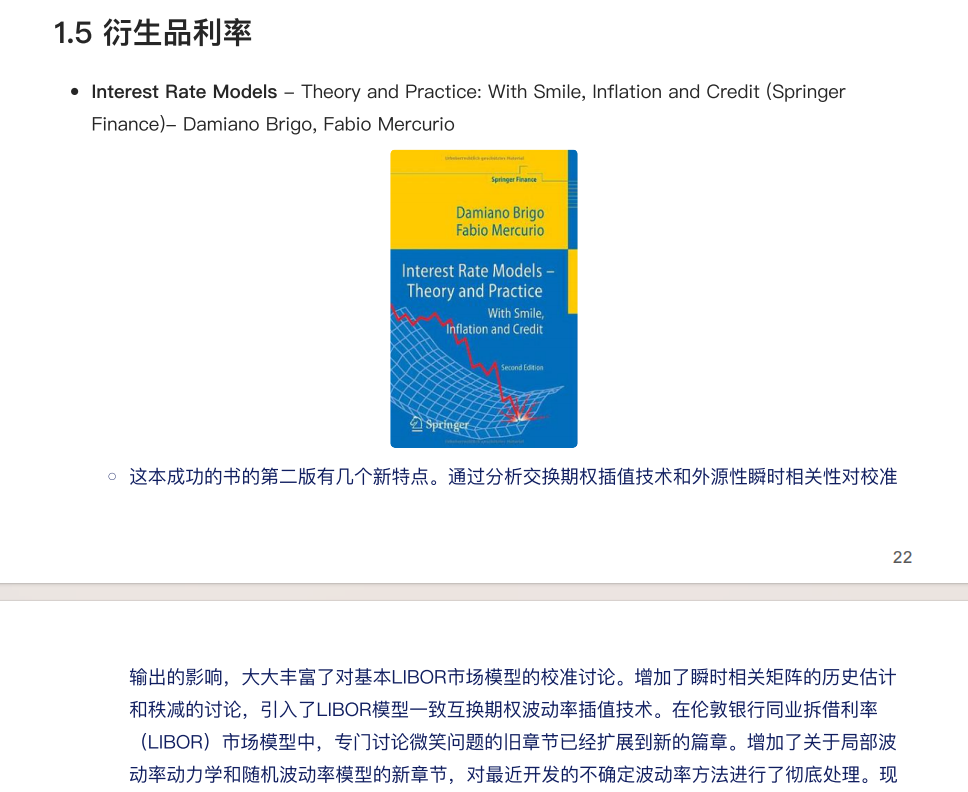 1.5 衍生品利率
• Interest Rate Models – Theory and Practice: With Smile, Inflation and Credit (Springer
Finance)– Damiano Brigo, Fabio Mercurio
Springer Finance
Damiano Brigo
Fabio Mercurio
Interest Rate Models –
Theory and Practice
With Smile,
Inflation and Credit
Second Edition
Springer
○ 这本成功的书的第二版有几个新特点。通过分析交换期权插值技术和外源性瞬时相关性对校准
22
输出的影响，大大丰富了对基本LIBOR市场模型的校准讨论。增加了瞬时相关矩阵的历史估计
和秩减的讨论，引入了LIBOR模型一致互换期权波动率插值技术。在伦敦银行同业拆借利率
（LIBOR）市场模型中，专门讨论微笑问题的旧章节已经扩展到新的篇章。增加了关于局部波
动率动力学和随机波动率模型的新章节，对最近开发的不确定波动率方法进行了彻底处理。现